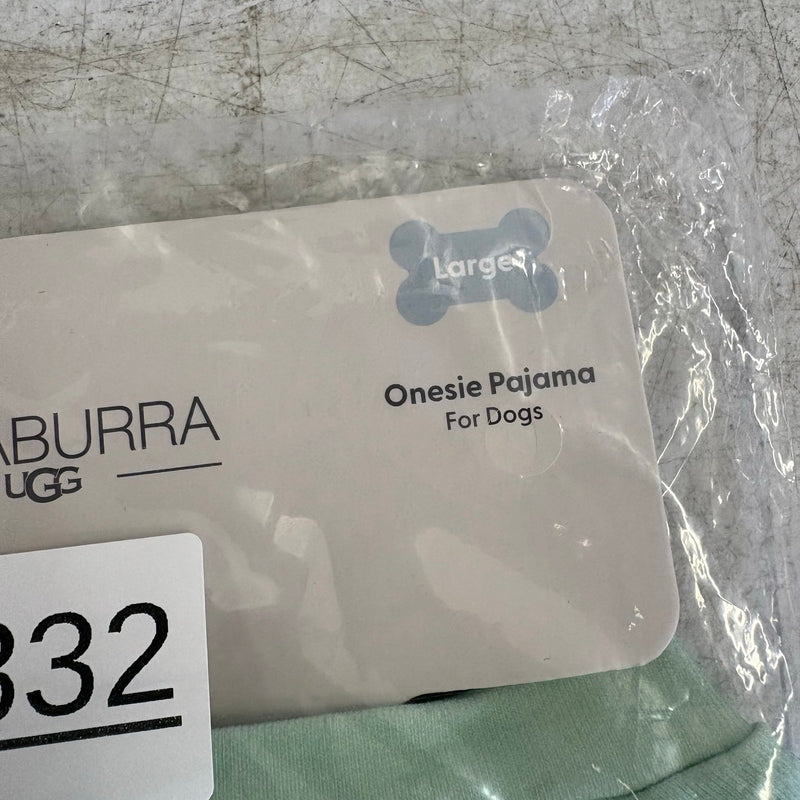 Large
Onesie Pajama
For Dogs
ABURRA
UGG
332